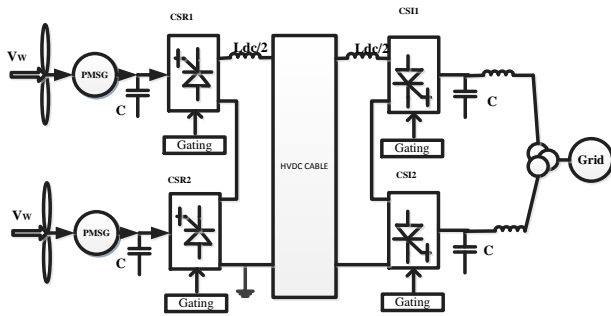 CSR1
CSI1
Ldc/2
Ldc/2
Vw
PMSG
C
C
Gating
Gating
HVDC CABLE
Grid
CSR2
CSI2
Vw
PMSG
C
C
Gating
Gating